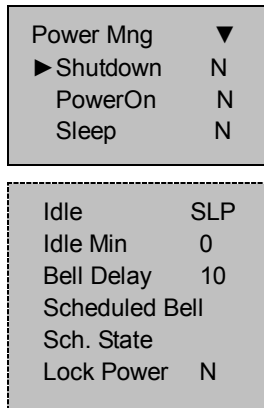 Power Mng ▼
►Shutdown N
PowerOn N
Sleep N
Idle SLP
Idle Min 0
Bell Delay 10
Scheduled Bell
Sch. State
Lock Power N